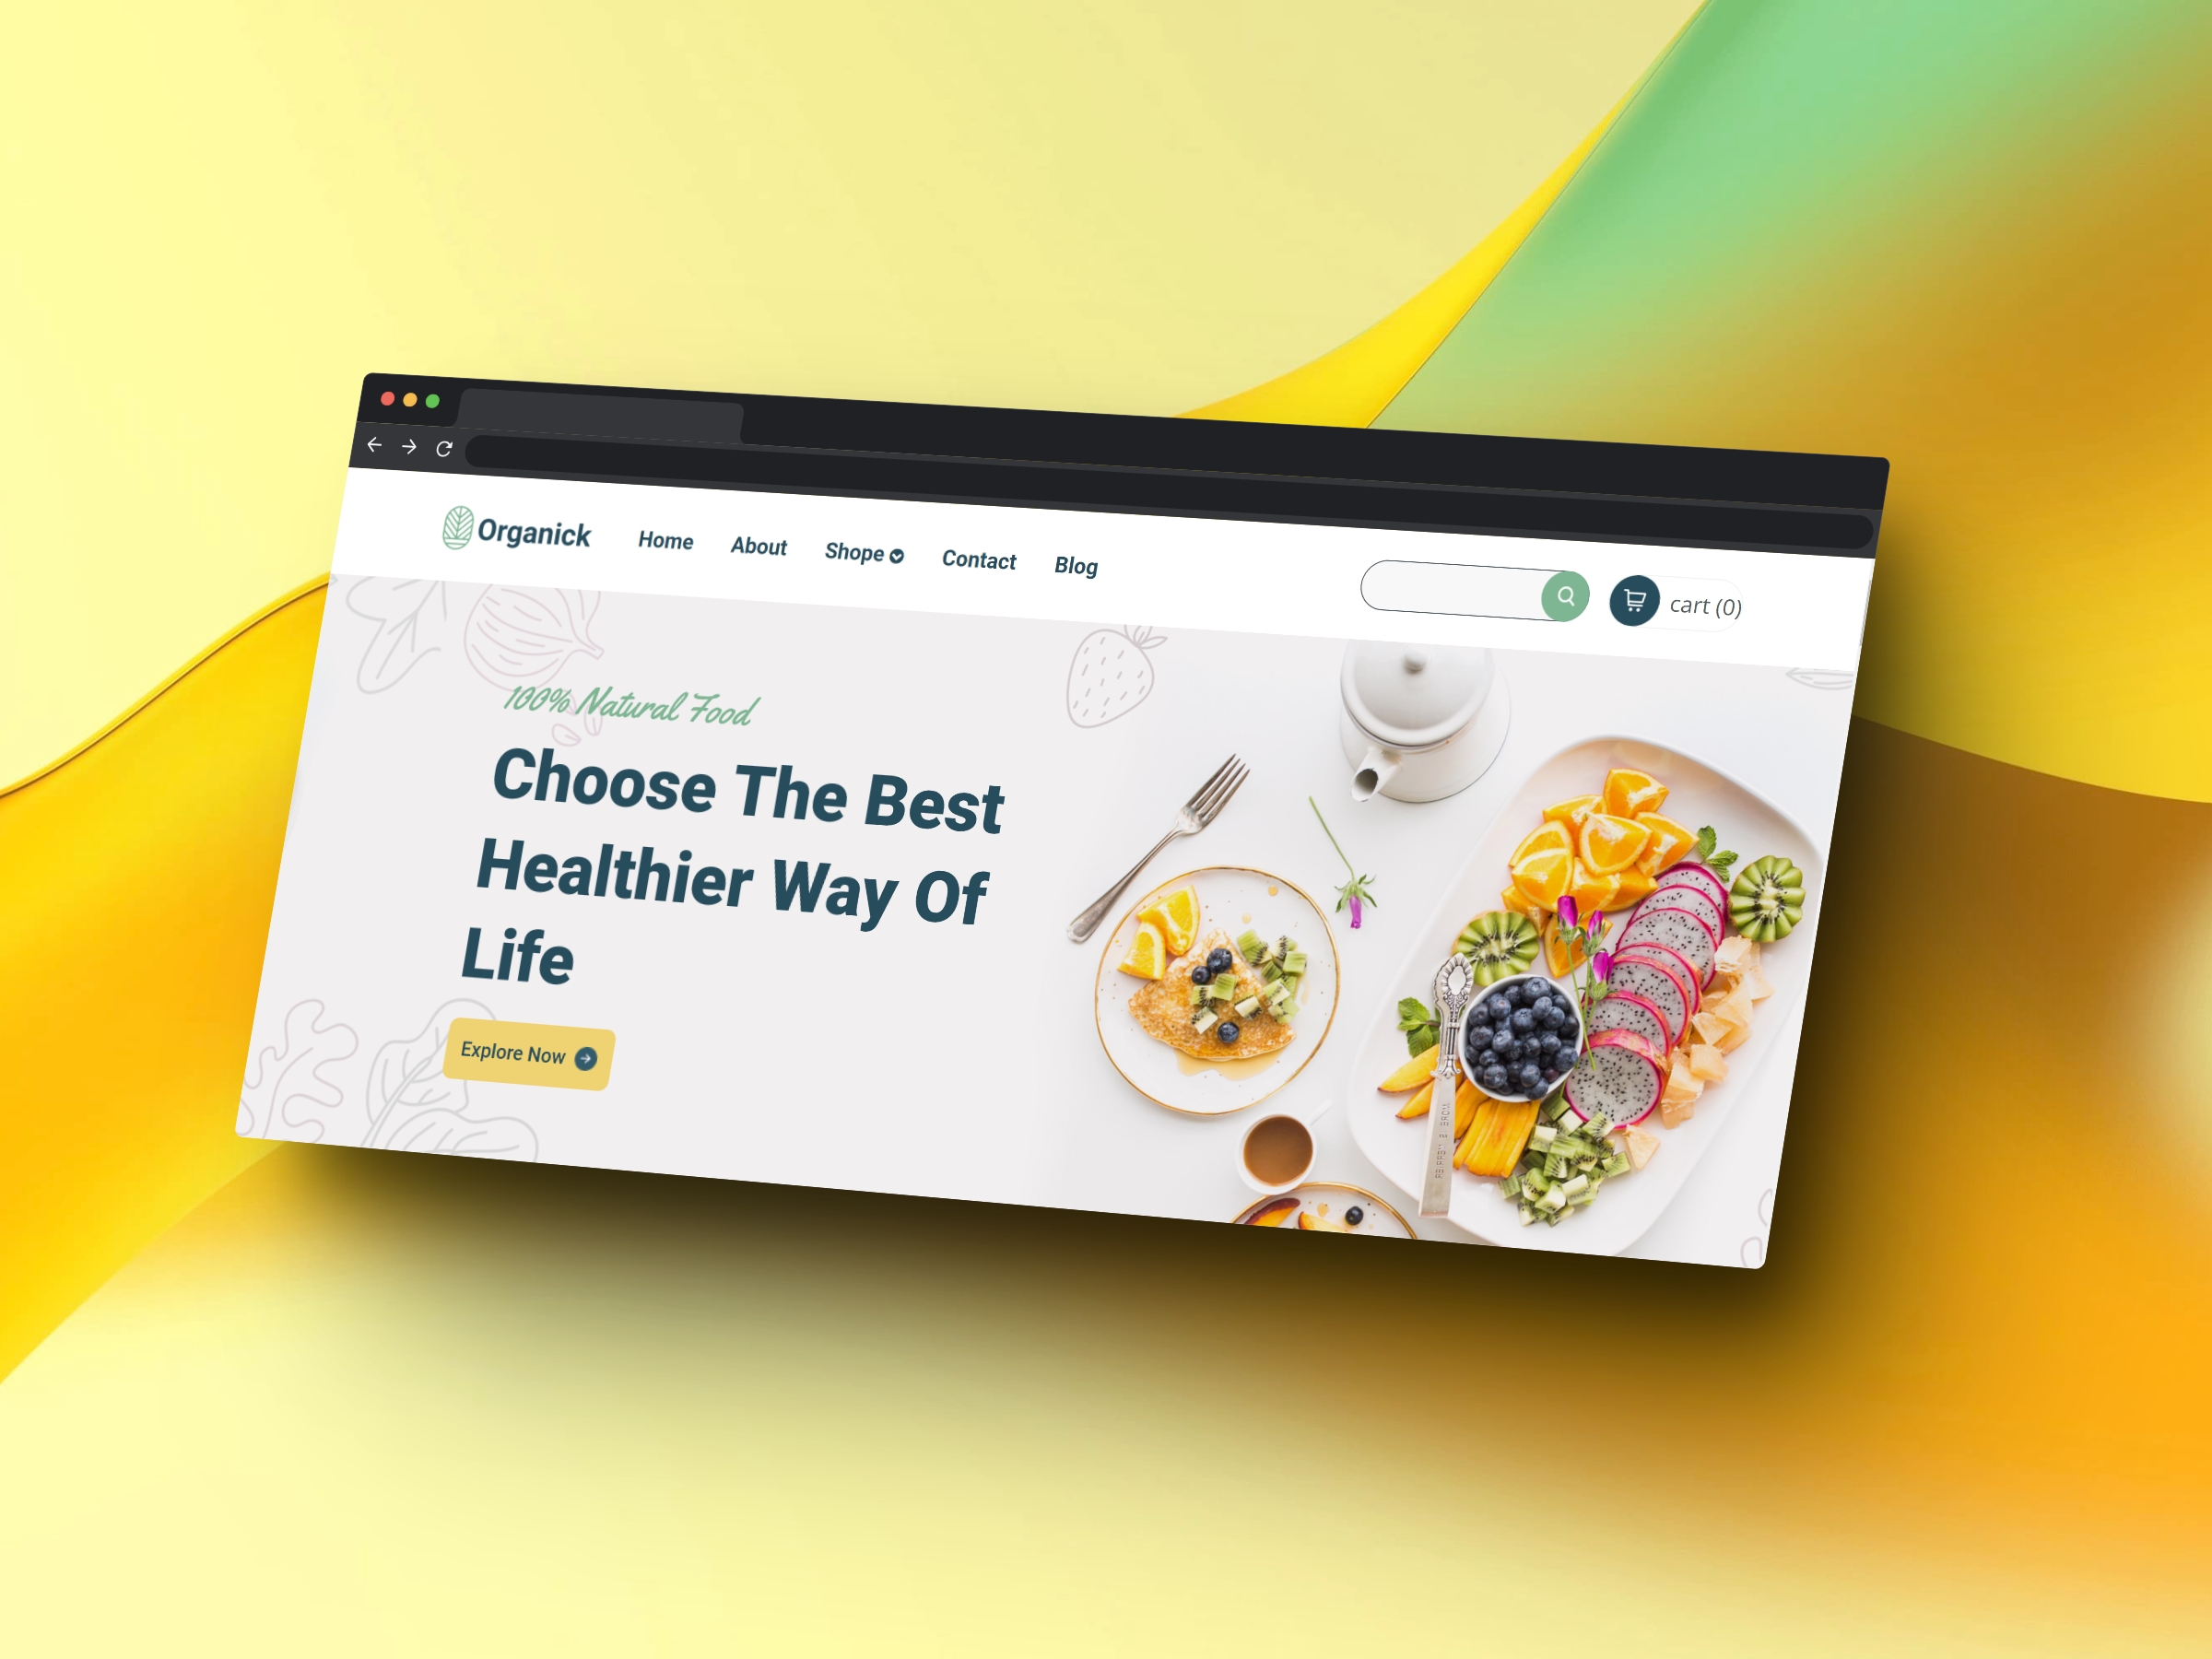 Organick
Home
About
Shope
Contact
Blog
cart (0)
100% Natural Food
Choose The Best
Healthier Way Of
Life
Explore Now